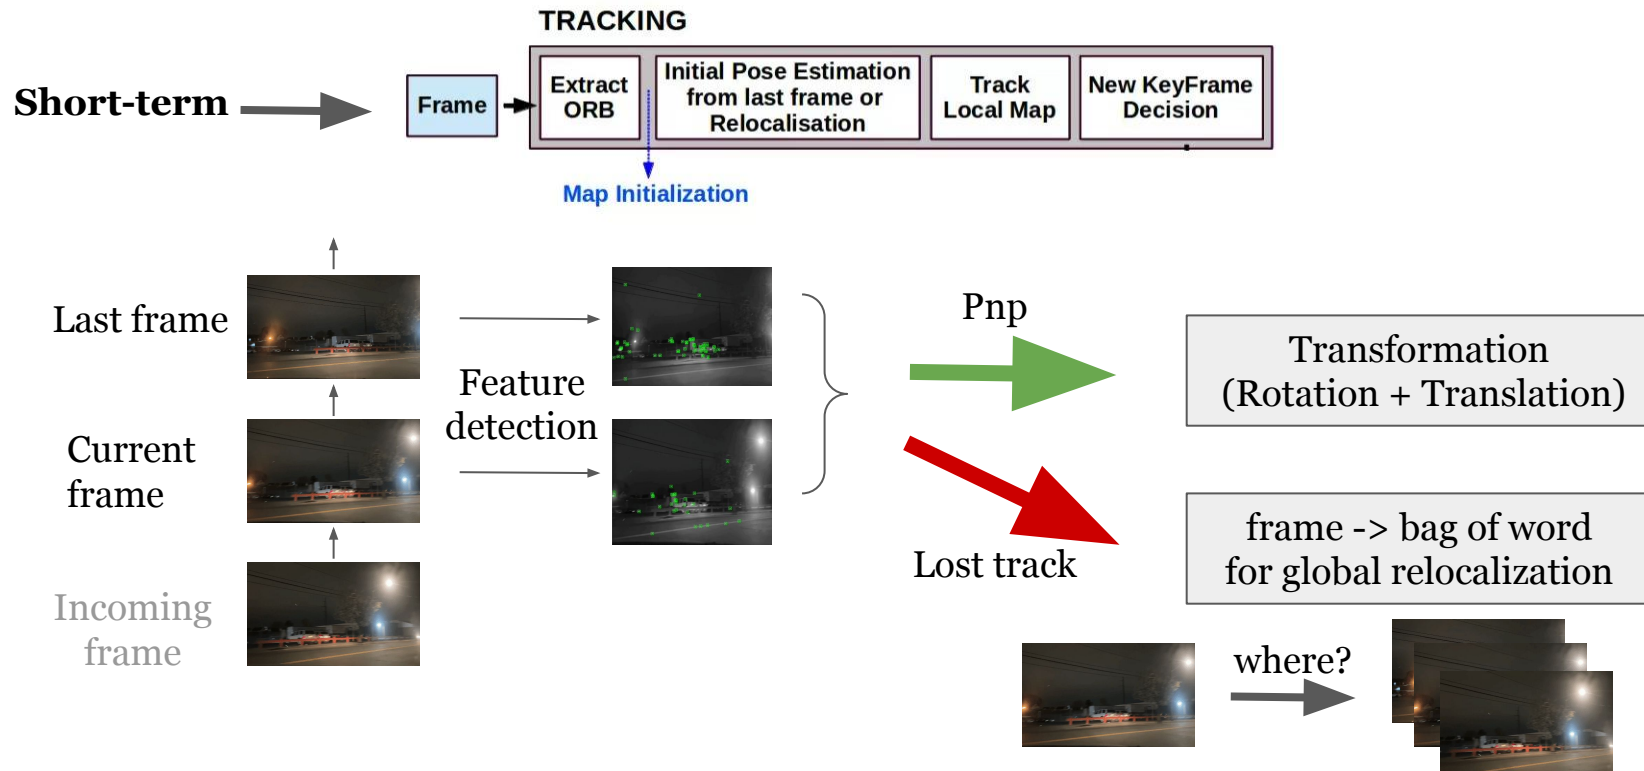 TRACKING
Short-term
Frame
Extract
ORB
Initial Pose Estimation
from last frame or
Relocalisation
Track
Local Map
New KeyFrame
Decision
Map Initialization
Last frame
Feature
detection
Current
frame
Incoming
frame
Pnp
Transformation
(Rotation + Translation)
Lost track
frame -> bag of word
for global relocalization
where?